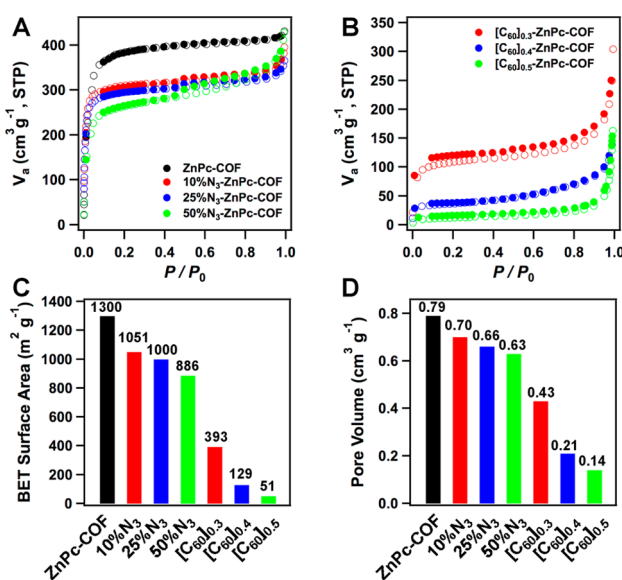 A
V_a (cm³ g⁻¹, STP)
400
300
200
100
0
ZnPc-COF
10%N₃-ZnPc-COF
25%N₃-ZnPc-COF
50%N₃-ZnPc-COF
0.0 0.2 0.4 0.6 0.8 1.0
P / P₀
B
V_a (cm³ g⁻¹, STP)
350
300
250
200
150
100
50
0
[C₆₀]₀.₃-ZnPc-COF
[C₆₀]₀.₄-ZnPc-COF
[C₆₀]₀.₅-ZnPc-COF
0.0 0.2 0.4 0.6 0.8 1.0
P / P₀
C
BET Surface Area (m² g⁻¹)
1400
1200
1000
800
600
400
200
0
1300
1051
1000
886
393
129
51
ZnPc-COF
10%N₃
25%N₃
50%N₃
[C₆₀]₀.₃
[C₆₀]₀.₄
[C₆₀]₀.₅
D
Pore Volume (cm³ g⁻¹)
0.8
0.6
0.4
0.2
0.0
0.79
0.70
0.66
0.63
0.43
0.21
0.14
ZnPc-COF
10%N₃
25%N₃
50%N₃
[C₆₀]₀.₃
[C₆₀]₀.₄
[C₆₀]₀.₅